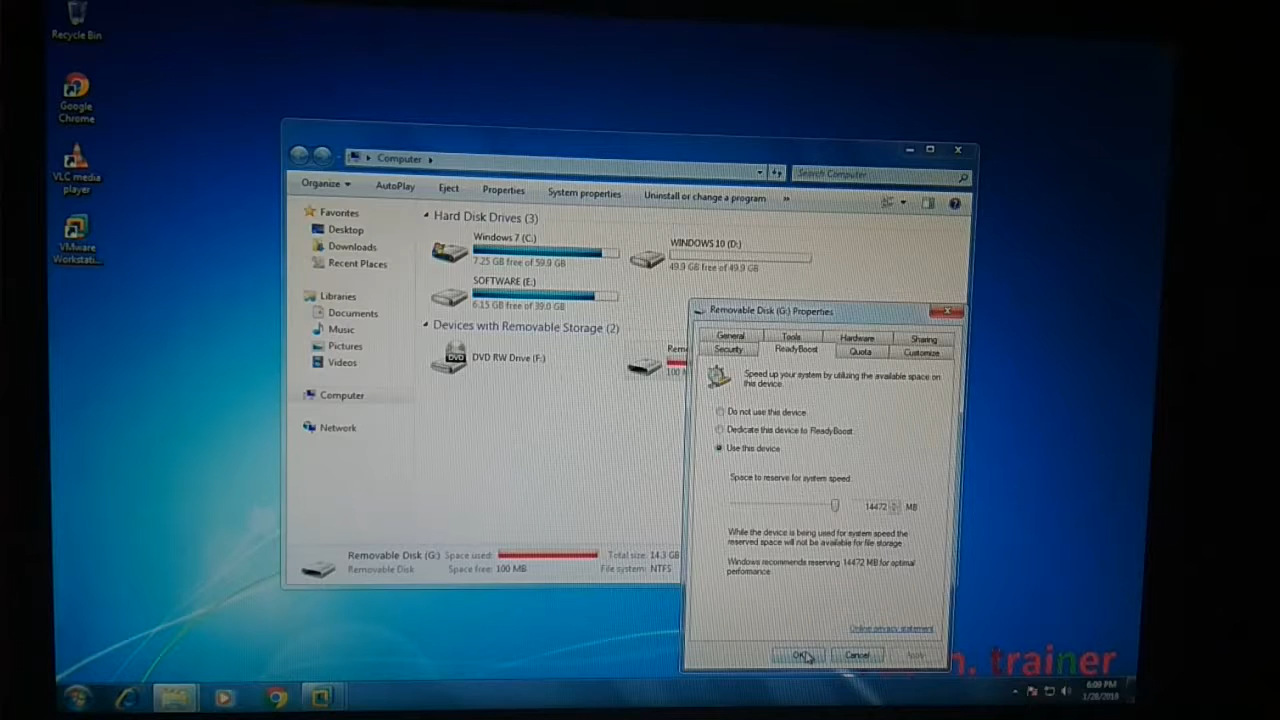 Recycle Bin
Google
Chrome
VLC media
player
VMware
Workstati...
Computer
Search Computer
Organize
AutoPlay
Eject
Properties
System properties
Uninstall or change a program
»
Favorites
Desktop
Downloads
Recent Places
Libraries
Documents
Music
Pictures
Videos
Computer
Network
Hard Disk Drives (3)
Windows 7 (C:)
7.25 GB free of 59.9 GB
WINDOWS 10 (D:)
49.9 GB free of 49.9 GB
SOFTWARE (E:)
6.15 GB free of 39.0 GB
Devices with Removable Storage (2)
DVD
DVD RW Drive (F:)
Remo
100 M
Removable Disk (G:) Space used:
Total size: 14.3 GB
Removable Disk
Space free: 100 MB
File system: NTFS
Removable Disk (G:) Properties
General
Tools
Hardware
Sharing
Security
ReadyBoost
Quota
Customize
Speed up your system by utilizing the available space on
this device.
Do not use this device.
Dedicate this device to ReadyBoost.
Use this device.
Space to reserve for system speed:
14472 MB
While the device is being used for system speed the
reserved space will not be available for file storage.
Windows recommends reserving 14472 MB for optimal
performance.
Online privacy statement
OK
Cancel
Apply
n. trainer
6:09 PM
1/28/2018